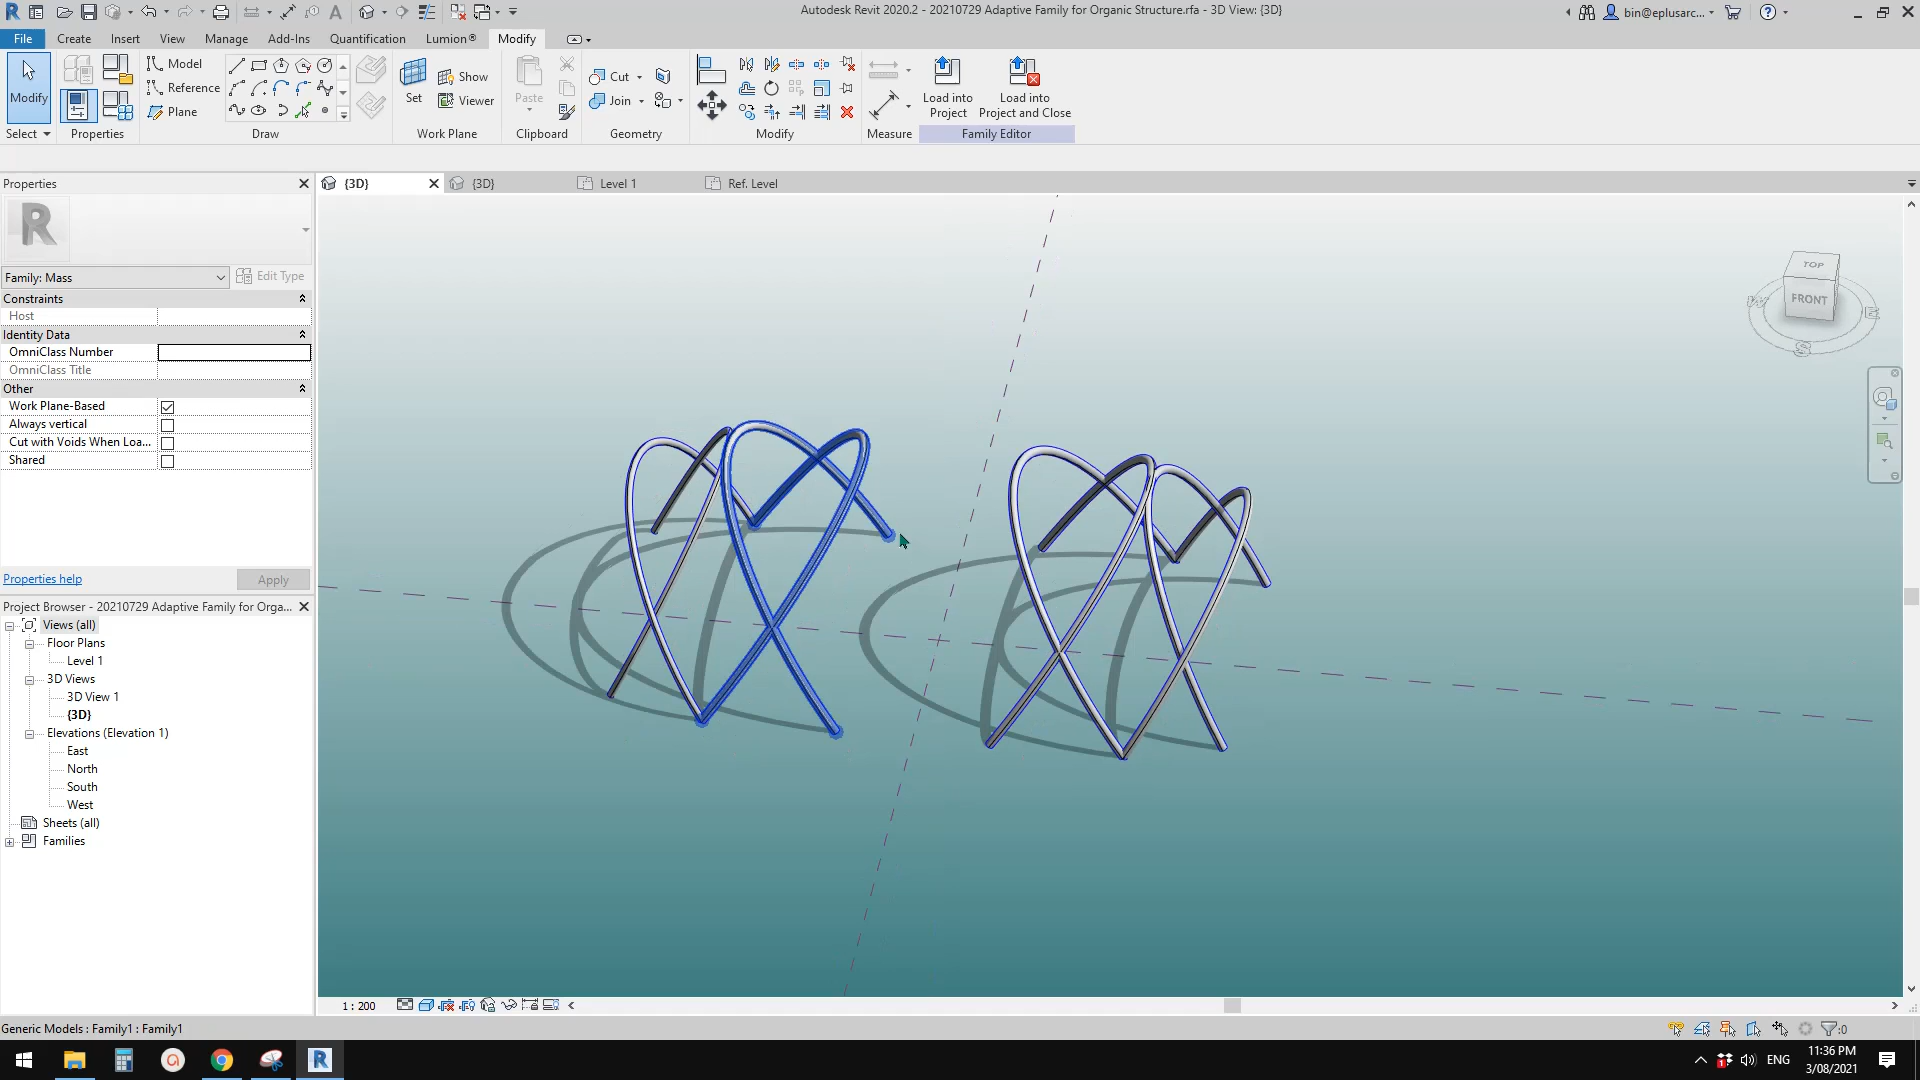 Autodesk Revit 2020.2 - 20210729 Adaptive Family for Organic Structure.rfa - 3D View: {3D}
bin@eplusarc...
File Create Insert View Manage Add-Ins Quantification Lumion® Modify
Modify
Model
Reference
Plane
Set
Show
Viewer
Paste
Cut
Join
Load into
Project
Load into
Project and Close
Select Properties Draw Work Plane Clipboard Geometry Modify Measure Family Editor
Properties
{3D} {3D} Level 1 Ref. Level
R
Family: Mass
Edit Type
Constraints
Host
Identity Data
OmniClass Number
OmniClass Title
Other
Work Plane-Based
Always vertical
Cut with Voids When Loa...
Shared
Properties help
Apply
Project Browser - 20210729 Adaptive Family for Orga...
Views (all)
Floor Plans
Level 1
3D Views
3D View 1
{3D}
Elevations (Elevation 1)
East
North
South
West
Sheets (all)
Families
TOP
FRONT
W
E
S
1 : 200
Generic Models : Family1 : Family1
:0
ENG
11:36 PM
3/08/2021